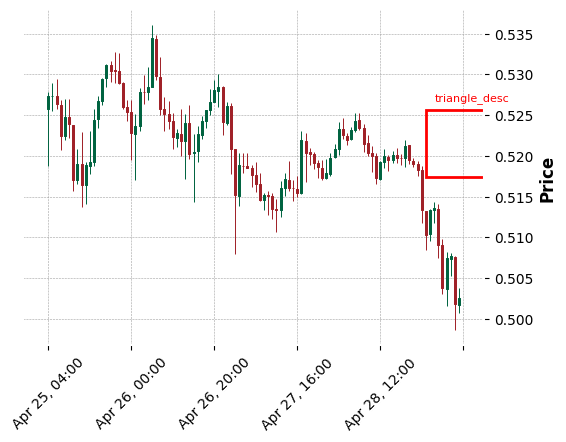 0.535
0.530
triangle_desc
0.525
0.520
0.515
0.510
0.505
0.500
Price
Apr 25, 04:00
Apr 26, 00:00
Apr 26, 20:00
Apr 27, 16:00
Apr 28, 12:00